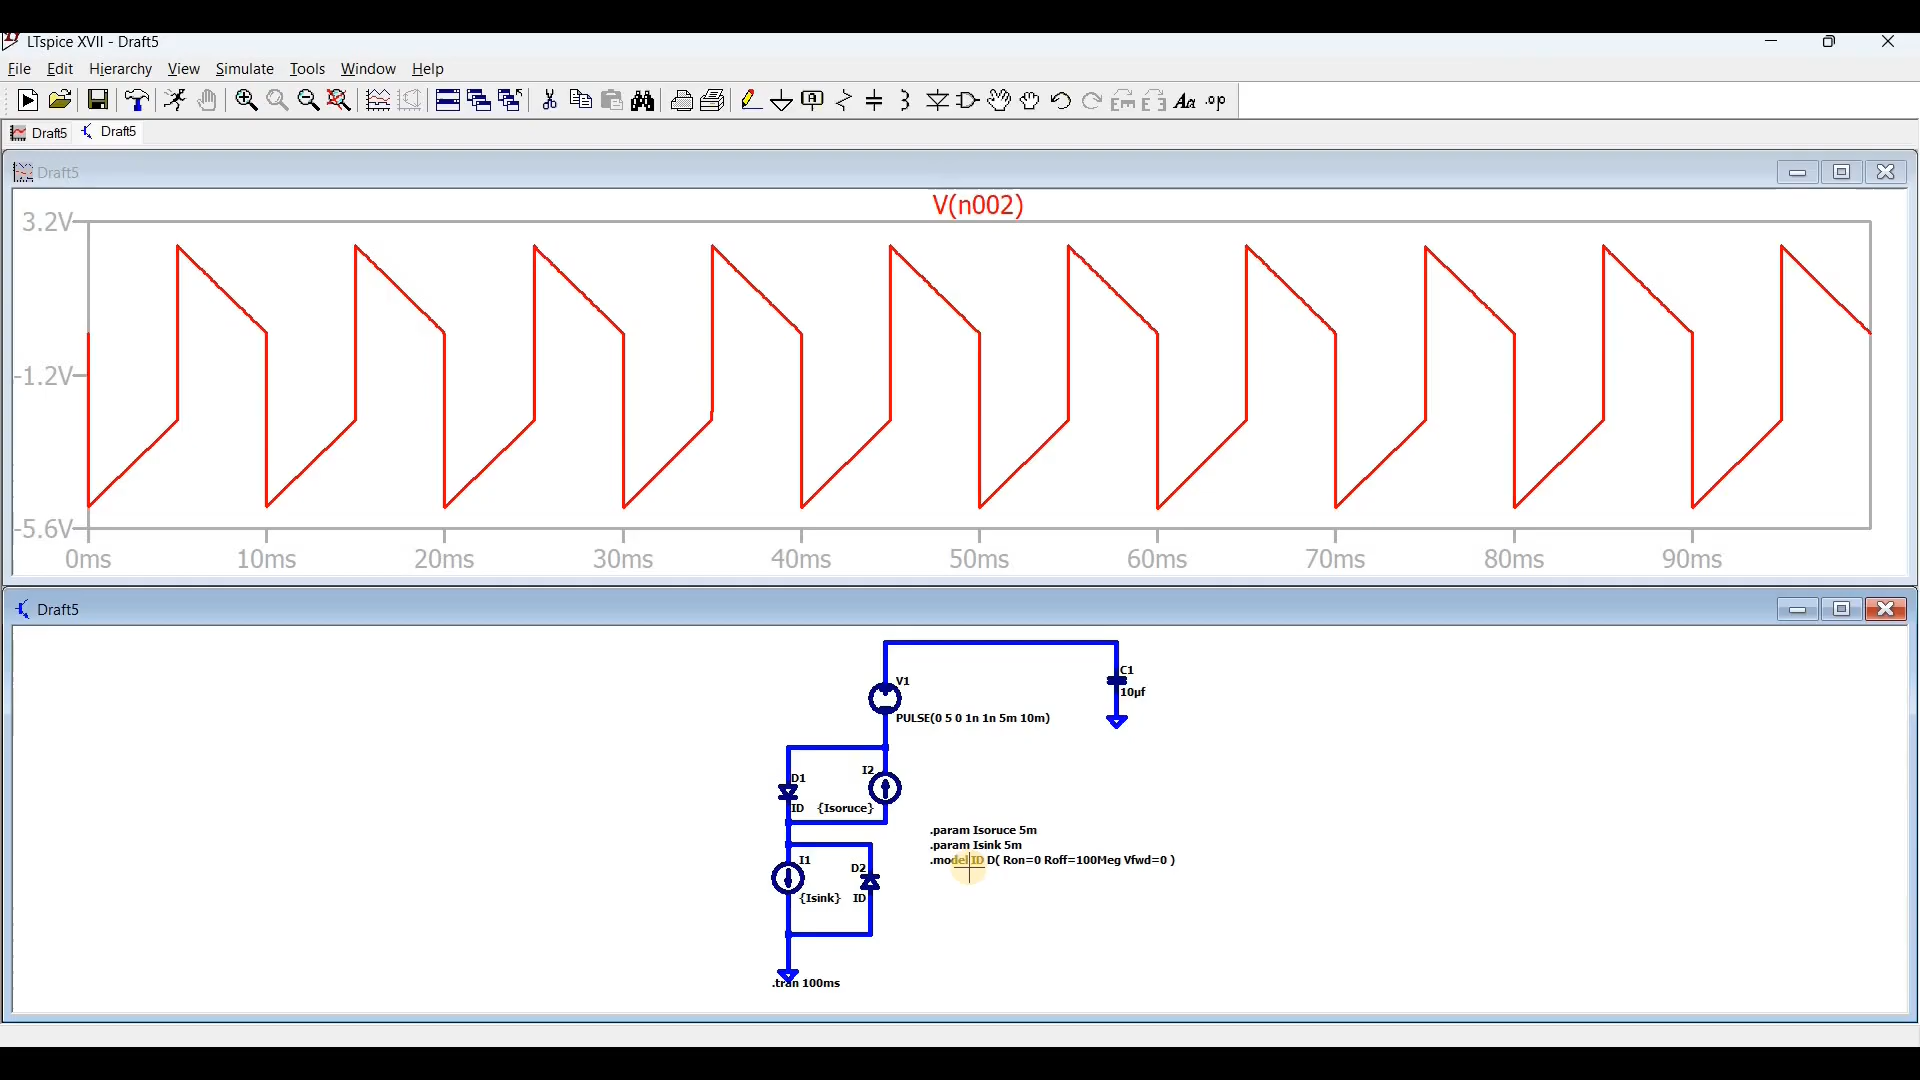 LTspice XVII - Draft5
File Edit Hierarchy View Simulate Tools Window Help
Draft5 Draft5
Draft5
V(n002)
3.2V
-1.2V
-5.6V
0ms 10ms 20ms 30ms 40ms 50ms 60ms 70ms 80ms 90ms
Draft5
C1
10µf
V1
PULSE(0 5 0 1n 1n 5m 10m)
D1
ID
I2
{Isoruce}
.param Isoruce 5m
.param Isink 5m
.model ID D( Ron=0 Roff=100Meg Vfwd=0 )
I1
{Isink}
D2
ID
.tran 100ms